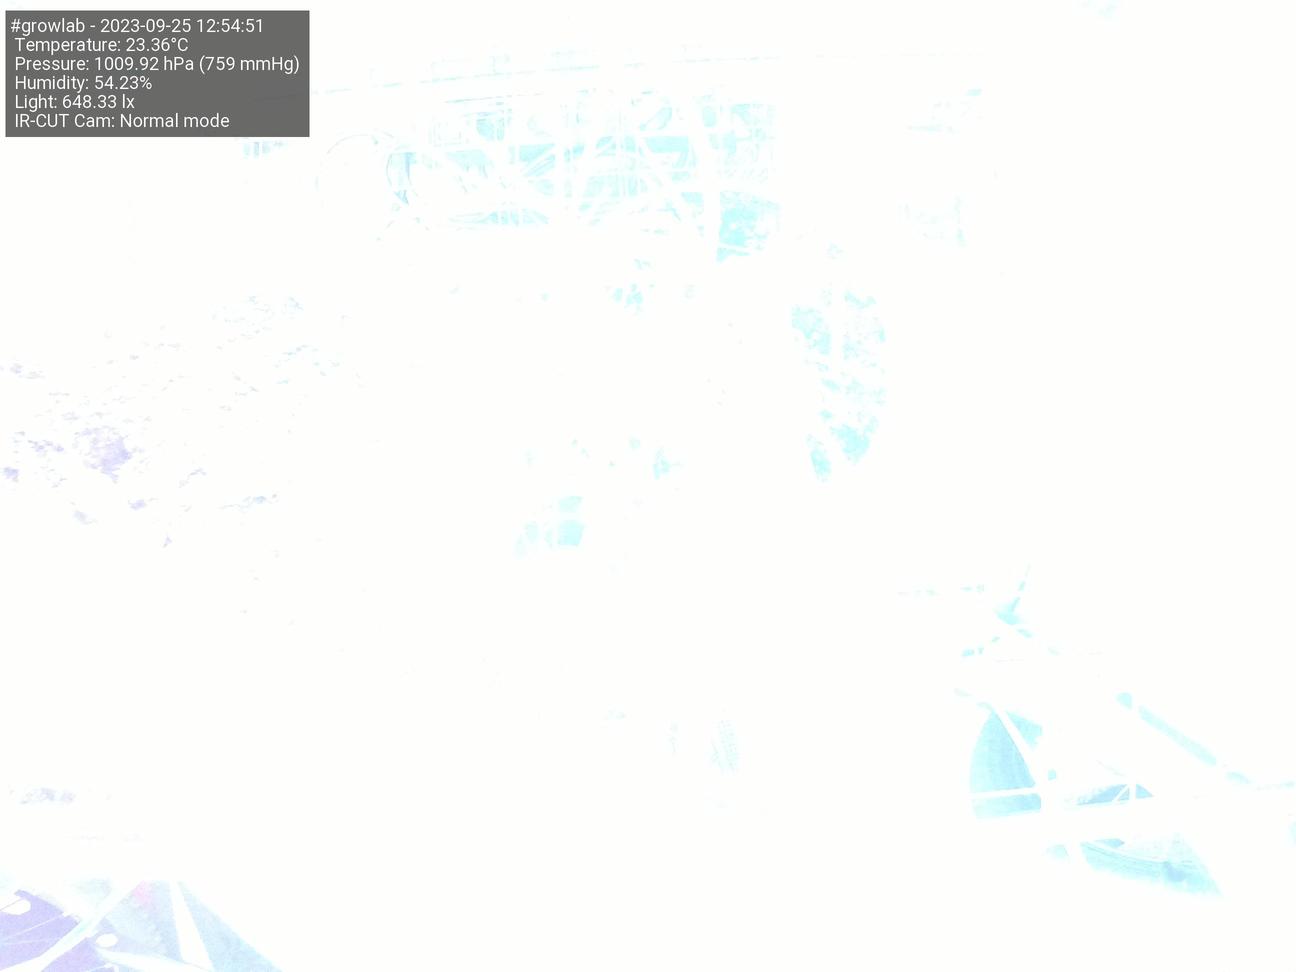 #growlab - 2023-09-25 12:54:51
Temperature: 23.36°C
Pressure: 1009.92 hPa (759 mmHg)
Humidity: 54.23%
Light: 648.33 lx
IR-CUT Cam: Normal mode